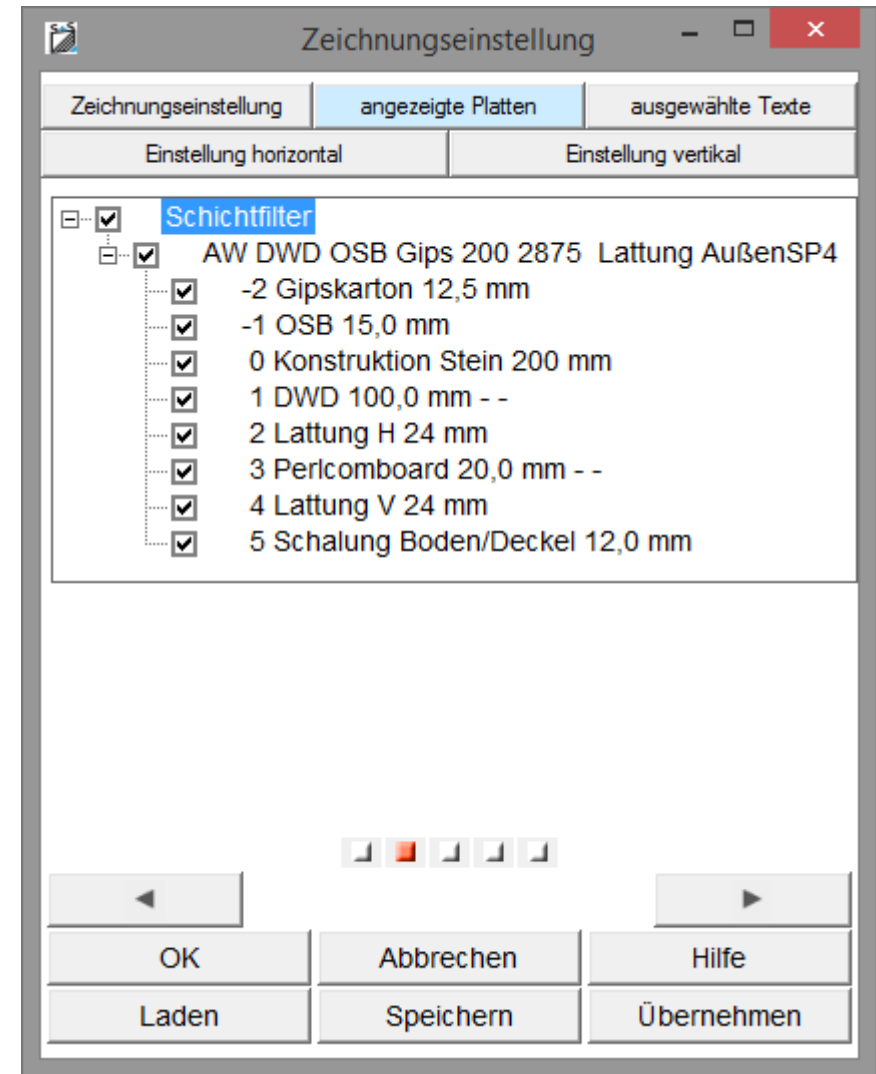 Zeichnungseinstellung
Zeichnungseinstellung angezeigte Platten ausgewählte Texte
Einstellung horizontal Einstellung vertikal
Schichtfilter
AW DWD OSB Gips 200 2875 Lattung AußenSP4
-2 Gipskarton 12,5 mm
-1 OSB 15,0 mm
0 Konstruktion Stein 200 mm
1 DWD 100,0 mm - -
2 Lattung H 24 mm
3 Perlcomboard 20,0 mm - -
4 Lattung V 24 mm
5 Schalung Boden/Deckel 12,0 mm
OK Abbrechen Hilfe
Laden Speichern Übernehmen